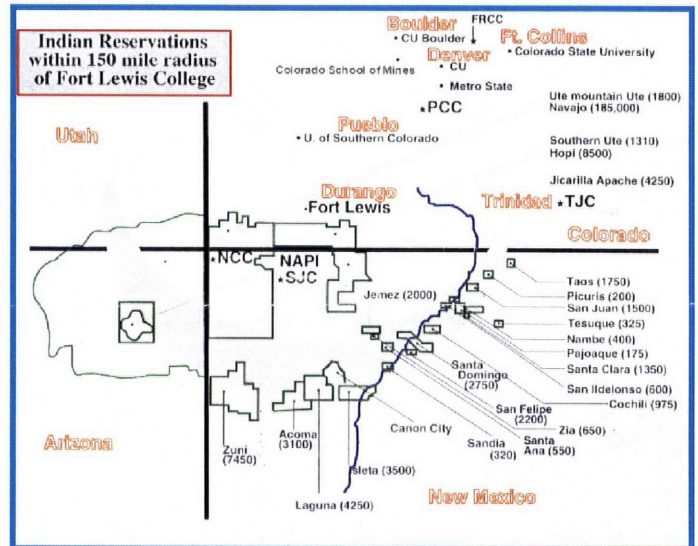 Indian Reservations
within 150 mile radius
of Fort Lewis College
Boulder
CU Boulder
FRCC
Ft. Collins
Colorado State University
Denver
CU
Colorado School of Mines
Metro State
PCC
Ute mountain Ute (1800)
Navajo (185,000)
Utah
Pueblo
U. of Southern Colorado
Southern Ute (1310)
Hopi (8500)
Jicarilla Apache (4250)
Durango
Fort Lewis
Trinidad
TJC
Colorado
NCC
NAPI
SJC
Jemez (2000)
Taos (1750)
Picuris (200)
San Juan (1500)
Tesuque (325)
Nambe (400)
Pajoaque (175)
Santa Clara (1350)
San Ildelonso (600)
Cochili (975)
Santa
Domingo
(2750)
San Felipe
(2200)
Zia (650)
Santa
Ana (550)
Sandia
(320)
Canon City
Arizona
Zuni
(7450)
Acoma
(3100)
Isleta (3500)
Laguna (4250)
New Mexico